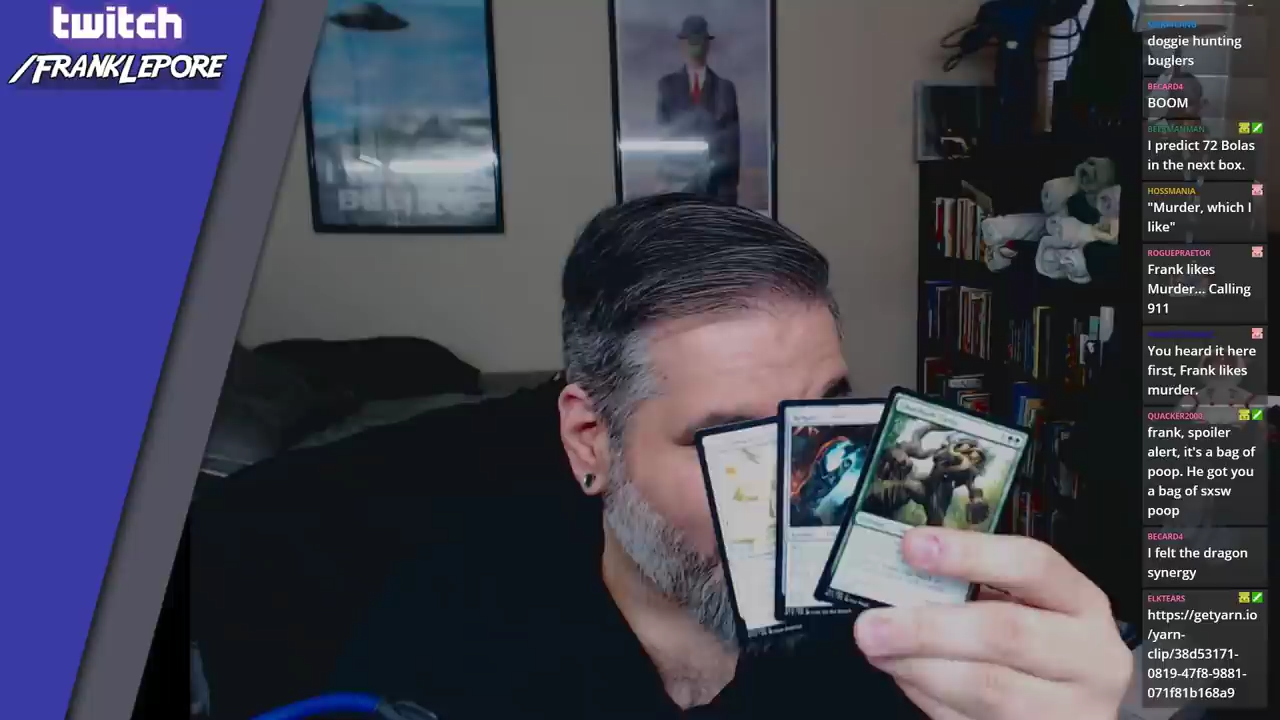 twitch
/FRANKLEPORE
doggie hunting
buglers
BECARD4
BOOM
I predict 72 Bolas
in the next box.
HOSSMANIA
"Murder, which I
like"
ROGUEPRAETOR
Frank likes
Murder... Calling
911
You heard it here
first, Frank likes
murder.
QUACKER2000
frank, spoiler
alert, it's a bag of
poop. He got you
a bag of sxsw
poop
BECARD4
I felt the dragon
synergy
ELKTEARS
https://getyarn.io
/yarn-
clip/38d53171-
0819-47f8-9881-
071f81b168a9